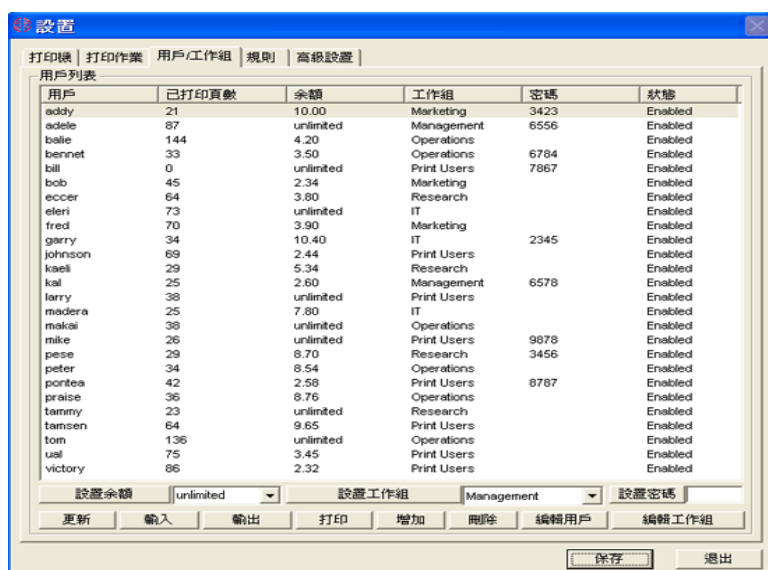 設置
打印機 打印作業 用戶/工作組 規則 高級設置
用戶列表
用戶 已打印頁數 余額 工作組 密碼 狀態
addy 21 10.00 Marketing 3423 Enabled
adele 87 unlimited Management 6556 Enabled
balie 144 4.20 Operations Enabled
bennet 33 3.50 Operations 6784 Enabled
bill 0 unlimited Print Users 7867 Enabled
bob 45 2.34 Marketing Enabled
eccer 64 3.80 Research Enabled
eleri 73 unlimited IT Enabled
fred 70 3.90 Marketing Enabled
garry 34 10.40 IT 2345 Enabled
johnson 69 2.44 Print Users Enabled
kaeli 29 5.34 Research Enabled
kal 25 2.60 Management 6578 Enabled
larry 38 unlimited Print Users Enabled
madera 25 7.80 IT Enabled
makai 38 unlimited Operations Enabled
mike 26 unlimited Print Users 9878 Enabled
pese 29 8.70 Research 3456 Enabled
peter 34 8.54 Operations Enabled
pontea 42 2.58 Print Users 8787 Enabled
praise 36 8.76 Operations Enabled
tammy 23 unlimited Research Enabled
tamsen 64 9.65 Print Users Enabled
tom 136 unlimited Operations Enabled
ual 75 3.45 Print Users Enabled
victory 86 2.32 Print Users Enabled
設置余額 unlimited 設置工作組 Management 設置密碼
更新 輸入 輸出 打印 增加 刪除 編輯用戶 編輯工作組
保存 退出